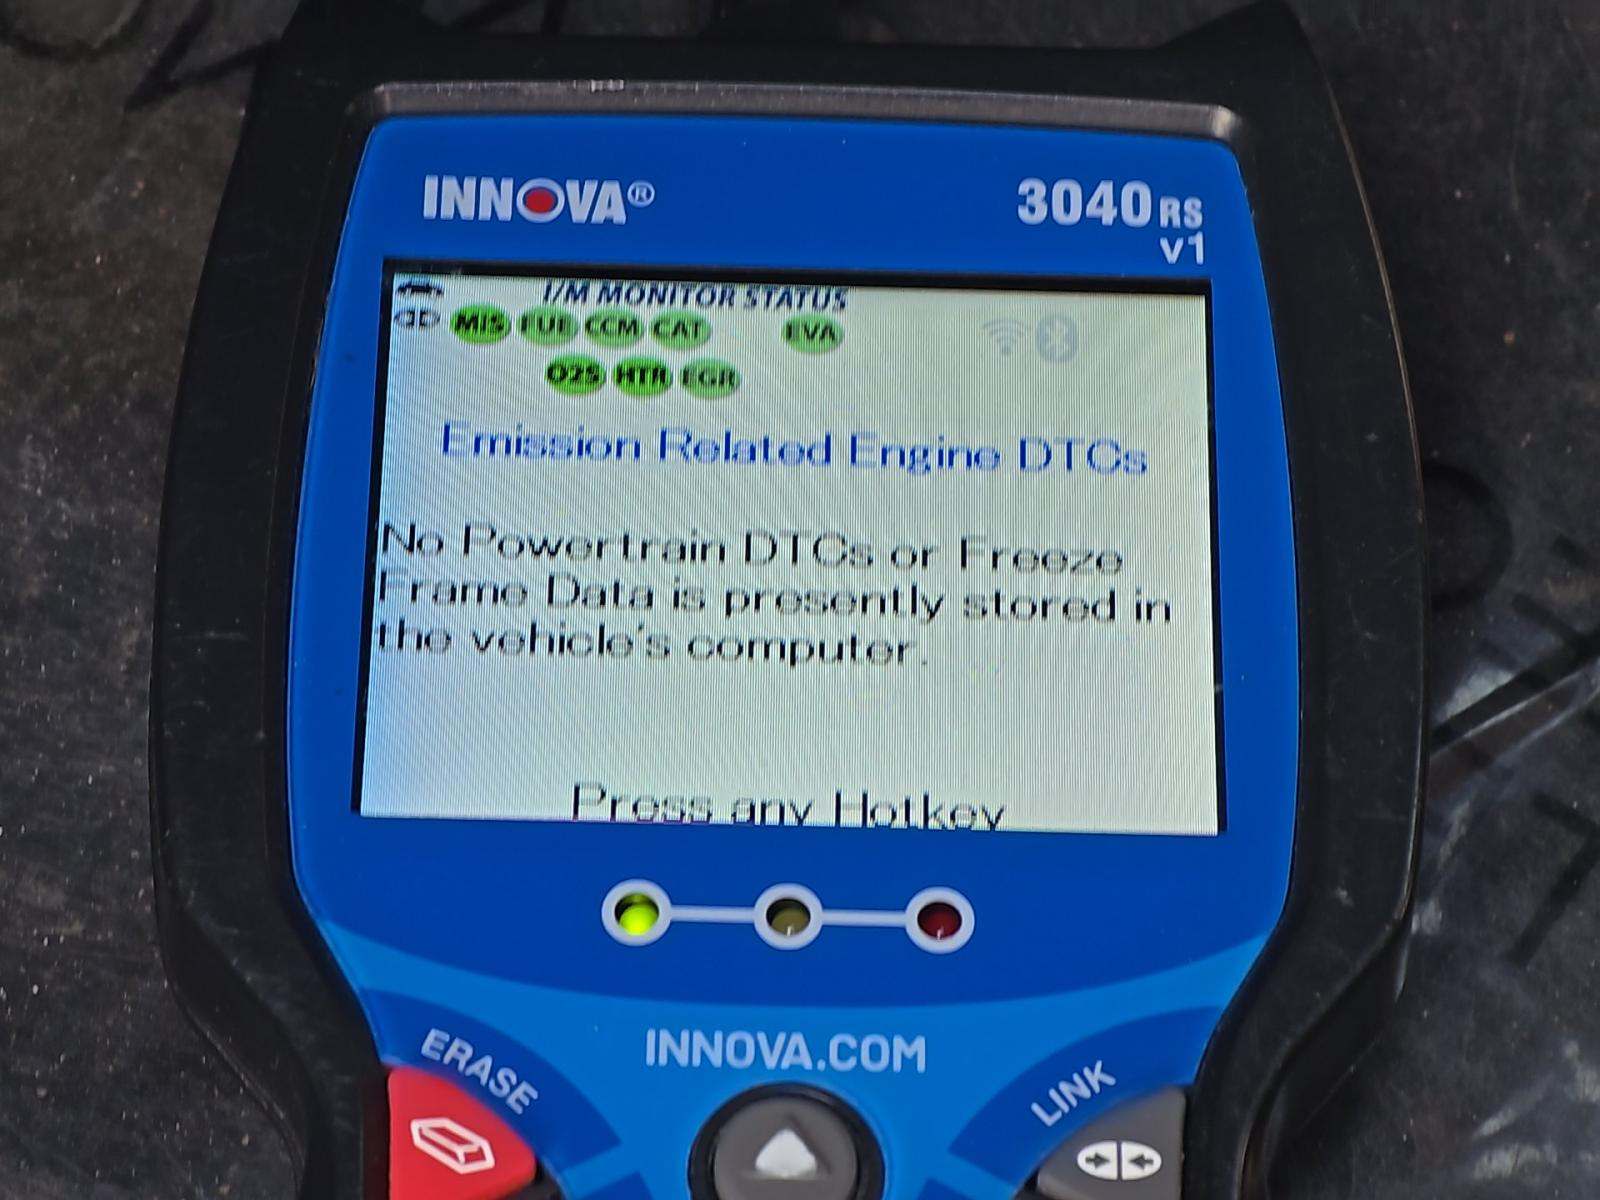 INNOVA®
3040RS
v1
I/M MONITOR STATUS
MIS FUE CCM CAT EVA
O2S HTR EGR
Emission Related Engine DTCs
No Powertrain DTCs or Freeze
Frame Data is presently stored in
the vehicle's computer.
Press any Hotkey
INNOVA.COM
ERASE
LINK